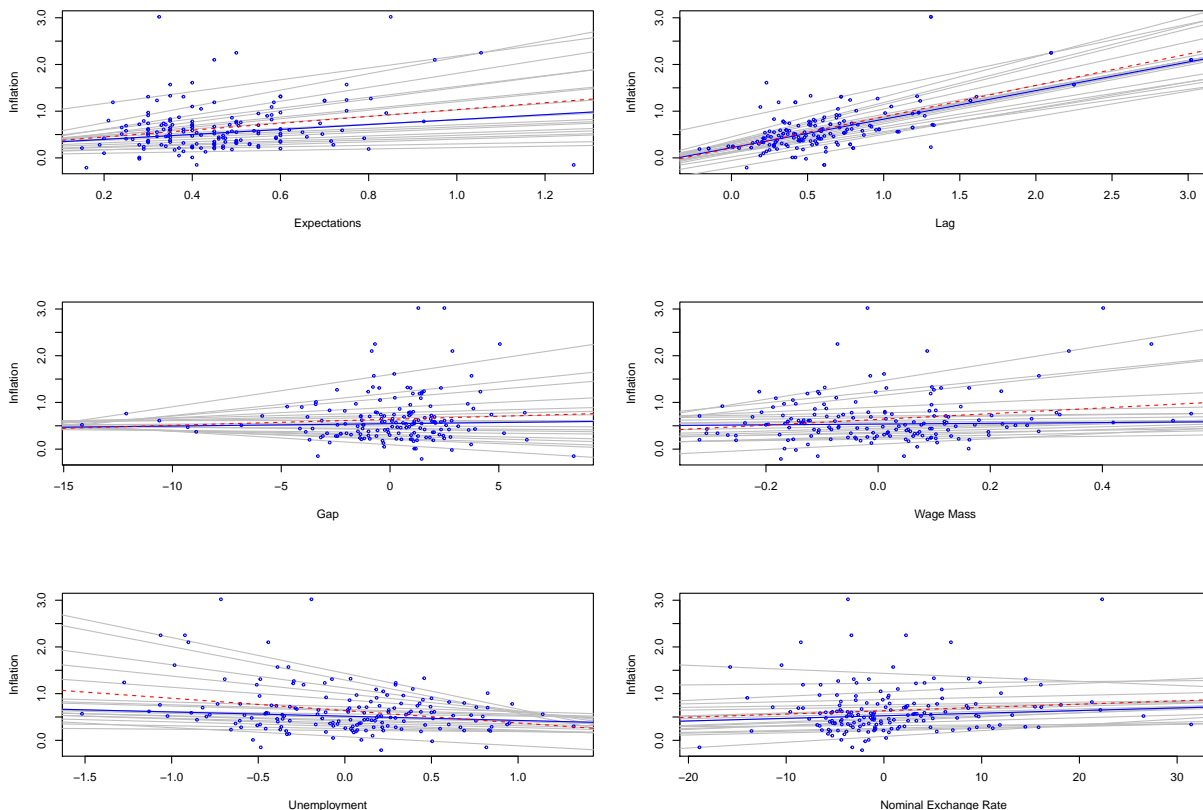 3.0
2.0
1.0
0.0
Inflation
0.2 0.4 0.6 0.8 1.0 1.2
Expectations
3.0
2.0
1.0
0.0
Inflation
0.0 0.5 1.0 1.5 2.0 2.5 3.0
Lag
3.0
2.0
1.0
0.0
Inflation
−15 −10 −5 0 5
Gap
3.0
2.0
1.0
0.0
Inflation
−0.2 0.0 0.2 0.4
Wage Mass
3.0
2.0
1.0
0.0
Inflation
−1.5 −1.0 −0.5 0.0 0.5 1.0
Unemployment
3.0
2.0
1.0
0.0
Inflation
−20 −10 0 10 20 30
Nominal Exchange Rate